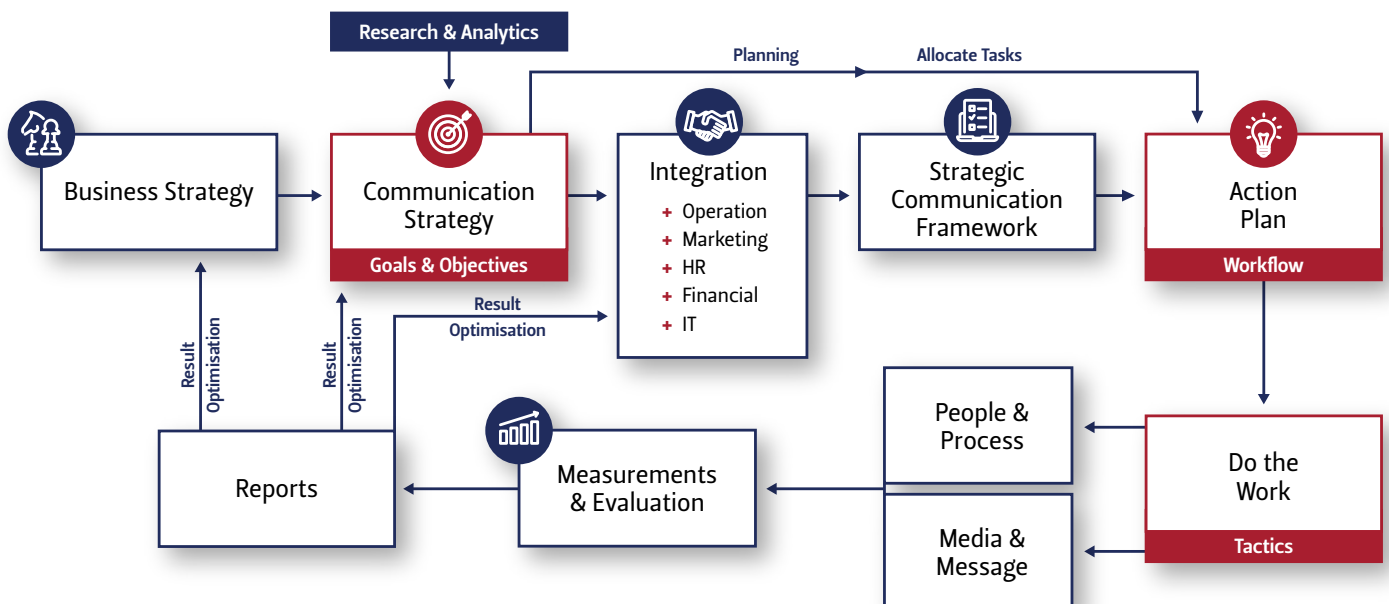 Research & Analytics
Planning
Allocate Tasks
Business Strategy
Communication
Strategy
Goals & Objectives
Integration
+ Operation
+ Marketing
+ HR
+ Financial
+ IT
Strategic
Communication
Framework
Action
Plan
Workflow
Result
Optimisation
Result
Optimisation
Result
Optimisation
Reports
Measurements
& Evaluation
People &
Process
Media &
Message
Do the
Work
Tactics